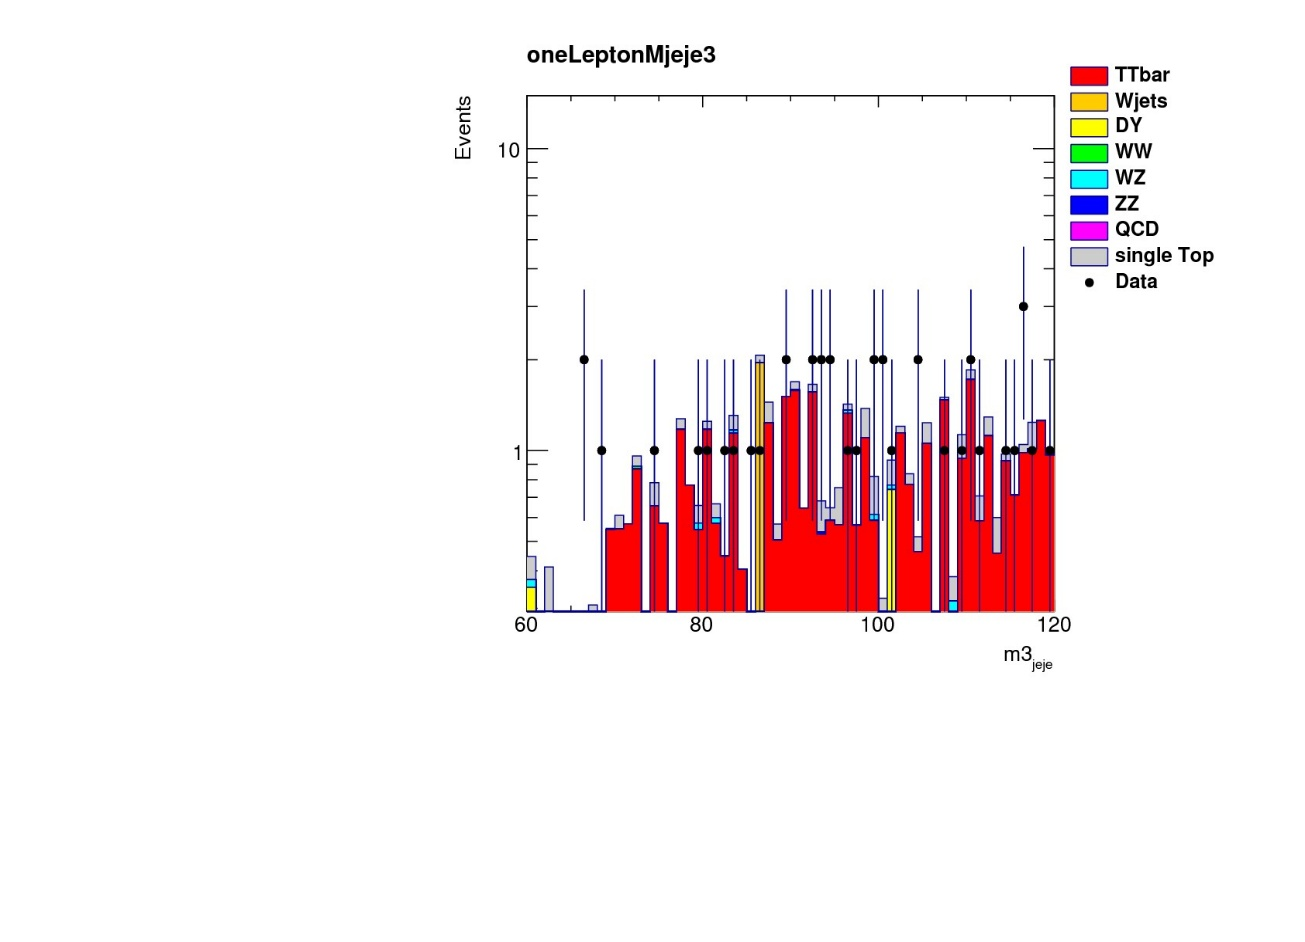 oneLeptonMjeje3
Events
10
1
60 80 100 120
m3jeje
TTbar
Wjets
DY
WW
WZ
ZZ
QCD
single Top
Data